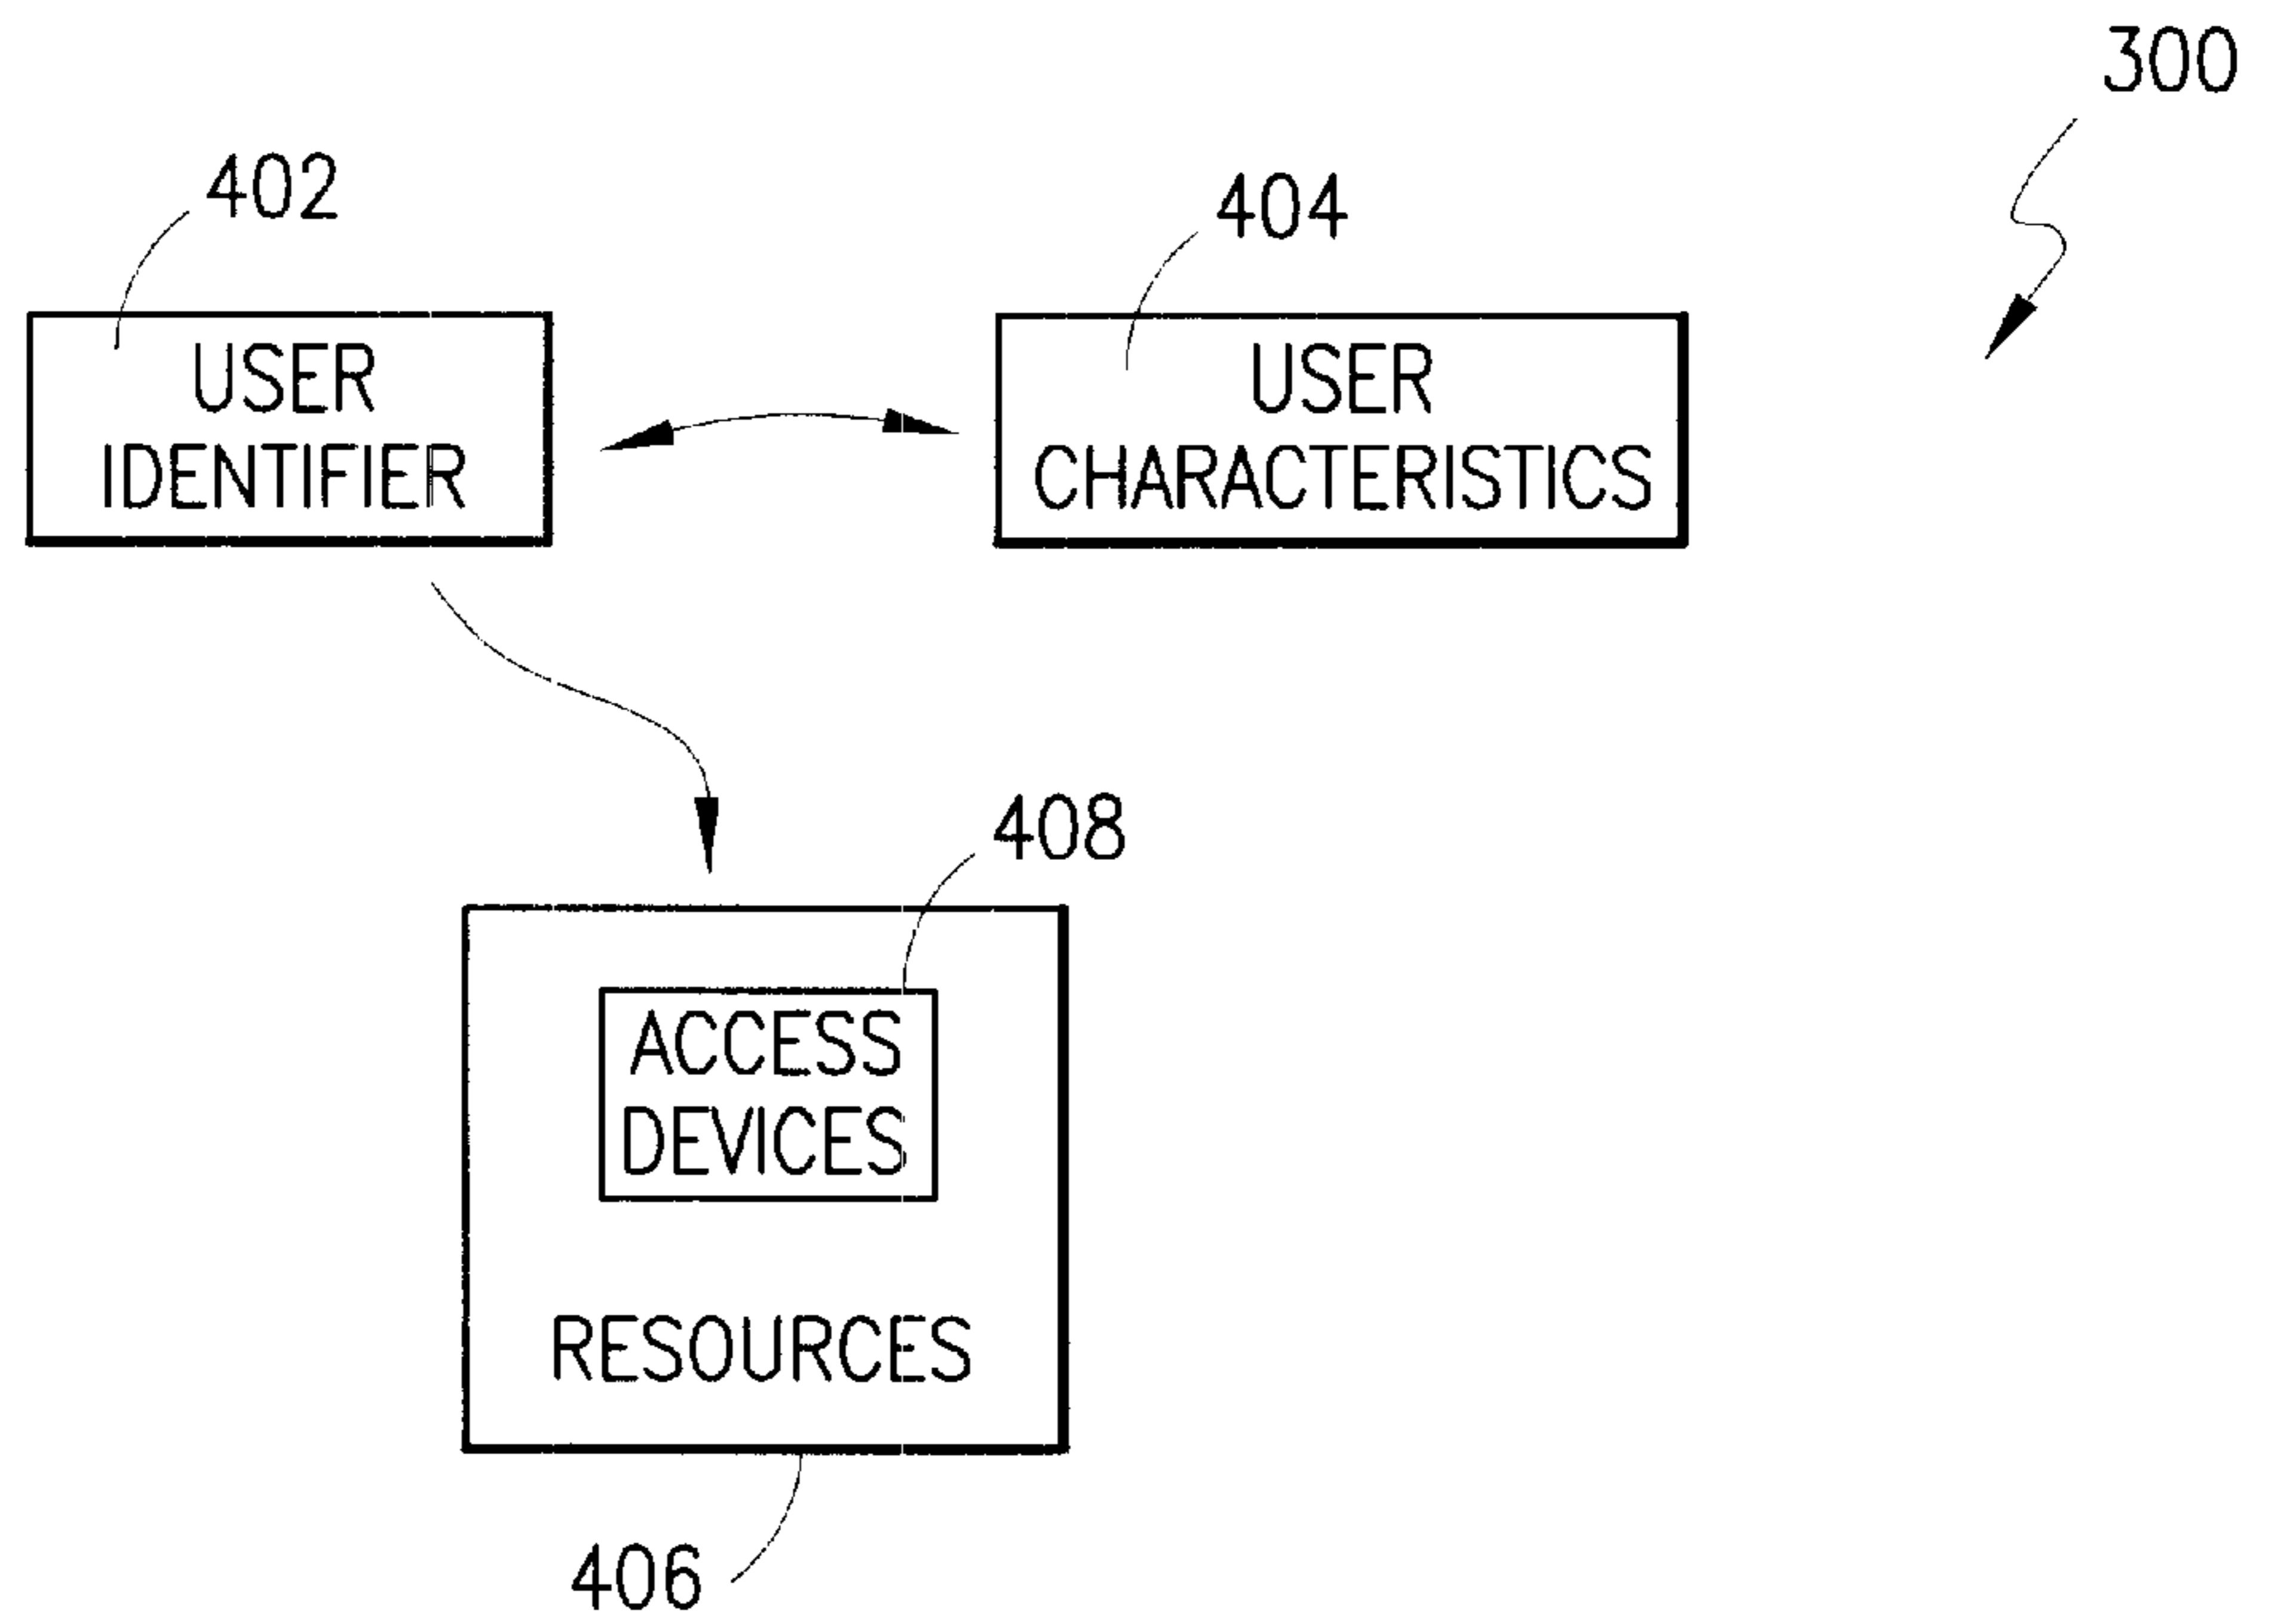 300
402
404
USER
IDENTIFIER
USER
CHARACTERISTICS
408
ACCESS
DEVICES
RESOURCES
406